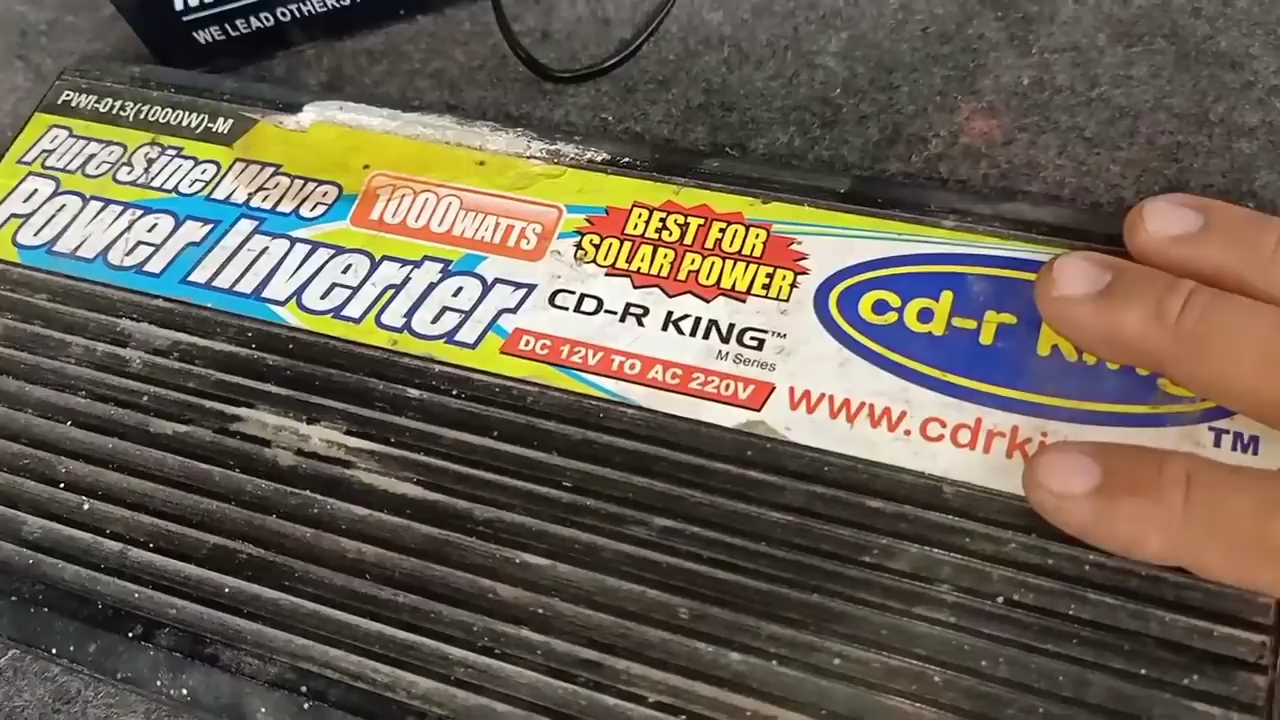 WE LEAD OTHERS
PWI-013(1000W)-M
Pure Sine Wave
Power Inverter
1000WATTS
BEST FOR
SOLAR POWER
CD-R KING™
M Series
DC 12V TO AC 220V
cd-r
www.cdrki
TM